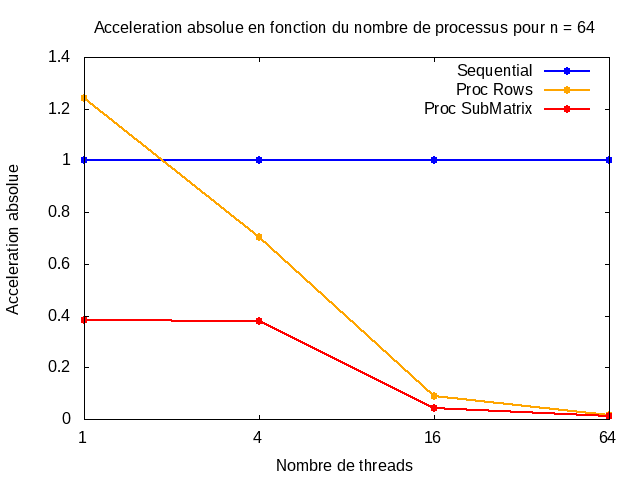 Acceleration absolue en fonction du nombre de processus pour n = 64
1.4
1.2
1
0.8
0.6
0.4
0.2
0
Acceleration absolue
Sequential
Proc Rows
Proc SubMatrix
1 4 16 64
Nombre de threads